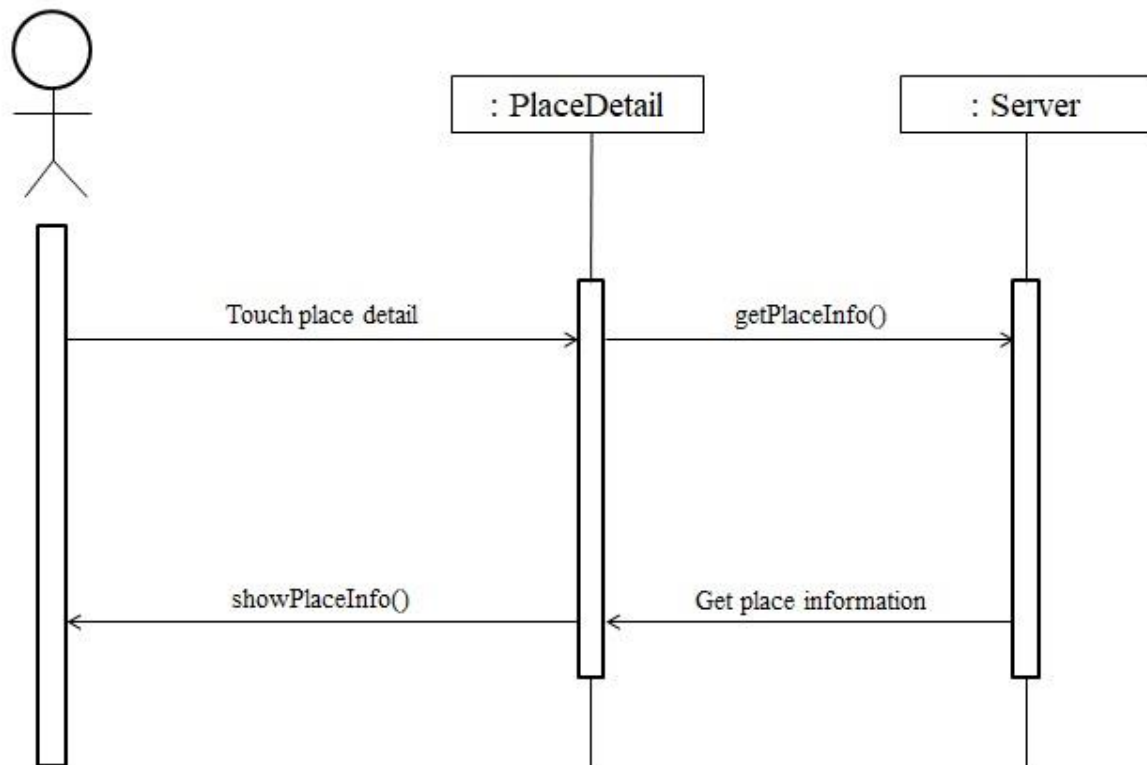 : PlaceDetail
: Server
Touch place detail
getPlaceInfo()
showPlaceInfo()
Get place information